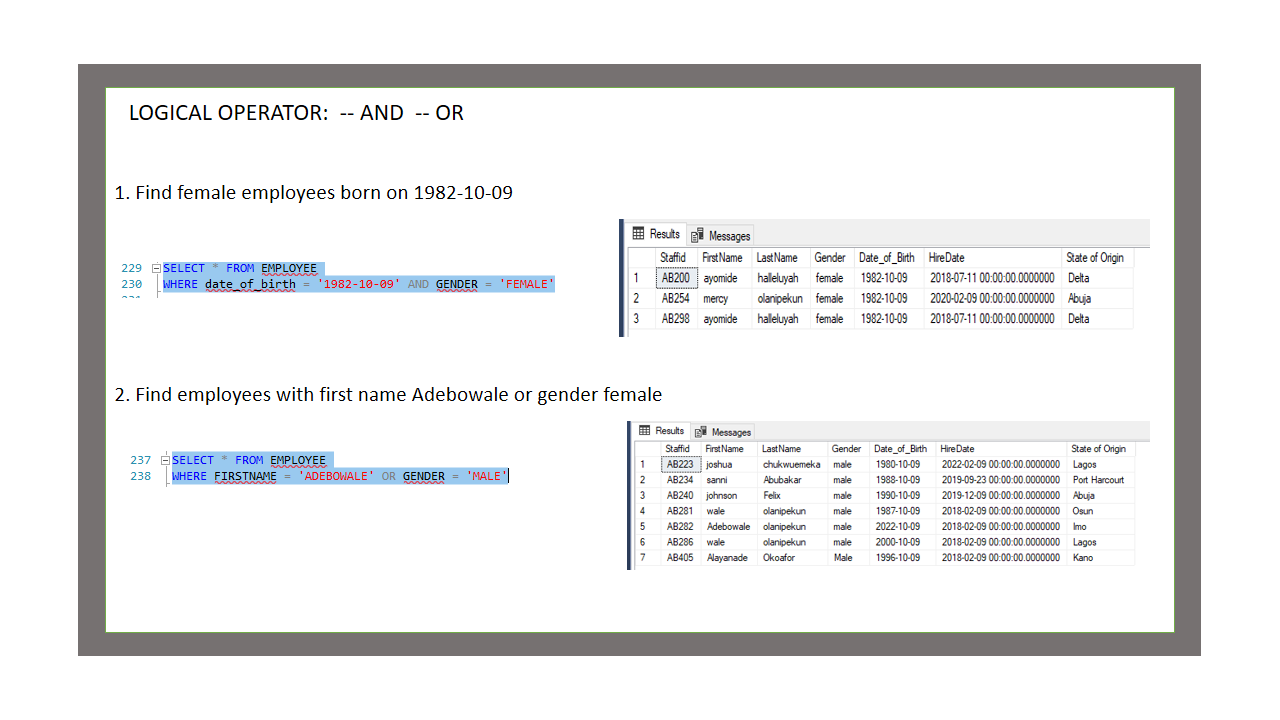 LOGICAL OPERATOR: -- AND -- OR
1. Find female employees born on 1982-10-09
229 SELECT * FROM EMPLOYEE
230 WHERE date_of_birth = '1982-10-09' AND GENDER = 'FEMALE'
Results Messages
Staffid FirstName LastName Gender Date_of_Birth HireDate State of Origin
1 AB200 ayomide halleluyah female 1982-10-09 2018-07-11 00:00:00.0000000 Delta
2 AB254 mercy olanipekun female 1982-10-09 2020-02-09 00:00:00.0000000 Abuja
3 AB298 ayomide halleluyah female 1982-10-09 2018-07-11 00:00:00.0000000 Delta
2. Find employees with first name Adebowale or gender female
237 SELECT * FROM EMPLOYEE
238 WHERE FIRSTNAME = 'ADEBOWALE' OR GENDER = 'MALE'
Results Messages
Staffid FirstName LastName Gender Date_of_Birth HireDate State of Origin
1 AB223 joshua chukwuemeka male 1980-10-09 2022-02-09 00:00:00.0000000 Lagos
2 AB234 sanni Abubakar male 1988-10-09 2019-09-23 00:00:00.0000000 Port Harcourt
3 AB240 johnson Felix male 1990-10-09 2019-12-09 00:00:00.0000000 Abuja
4 AB281 wale olanipekun male 1987-10-09 2018-02-09 00:00:00.0000000 Osun
5 AB282 Adebowale olanipekun male 2022-10-09 2018-02-09 00:00:00.0000000 Imo
6 AB286 wale olanipekun male 2000-10-09 2018-02-09 00:00:00.0000000 Lagos
7 AB405 Alayanade Okoafor Male 1996-10-09 2018-02-09 00:00:00.0000000 Kano